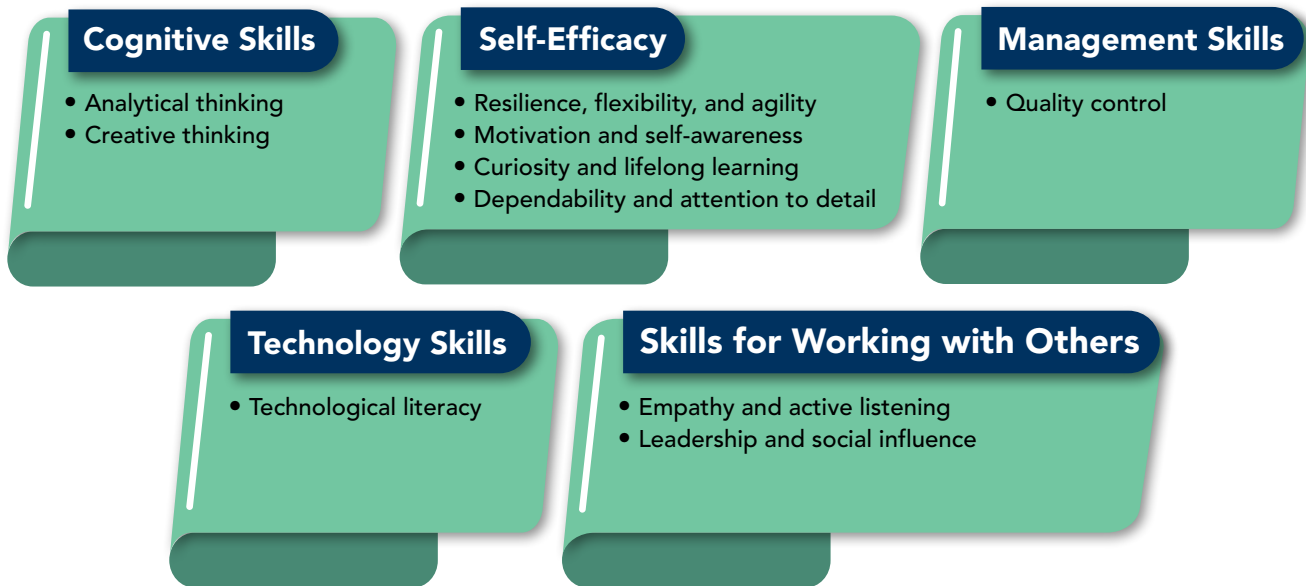 Cognitive Skills
• Analytical thinking
• Creative thinking
Self-Efficacy
• Resilience, flexibility, and agility
• Motivation and self-awareness
• Curiosity and lifelong learning
• Dependability and attention to detail
Management Skills
• Quality control
Technology Skills
• Technological literacy
Skills for Working with Others
• Empathy and active listening
• Leadership and social influence